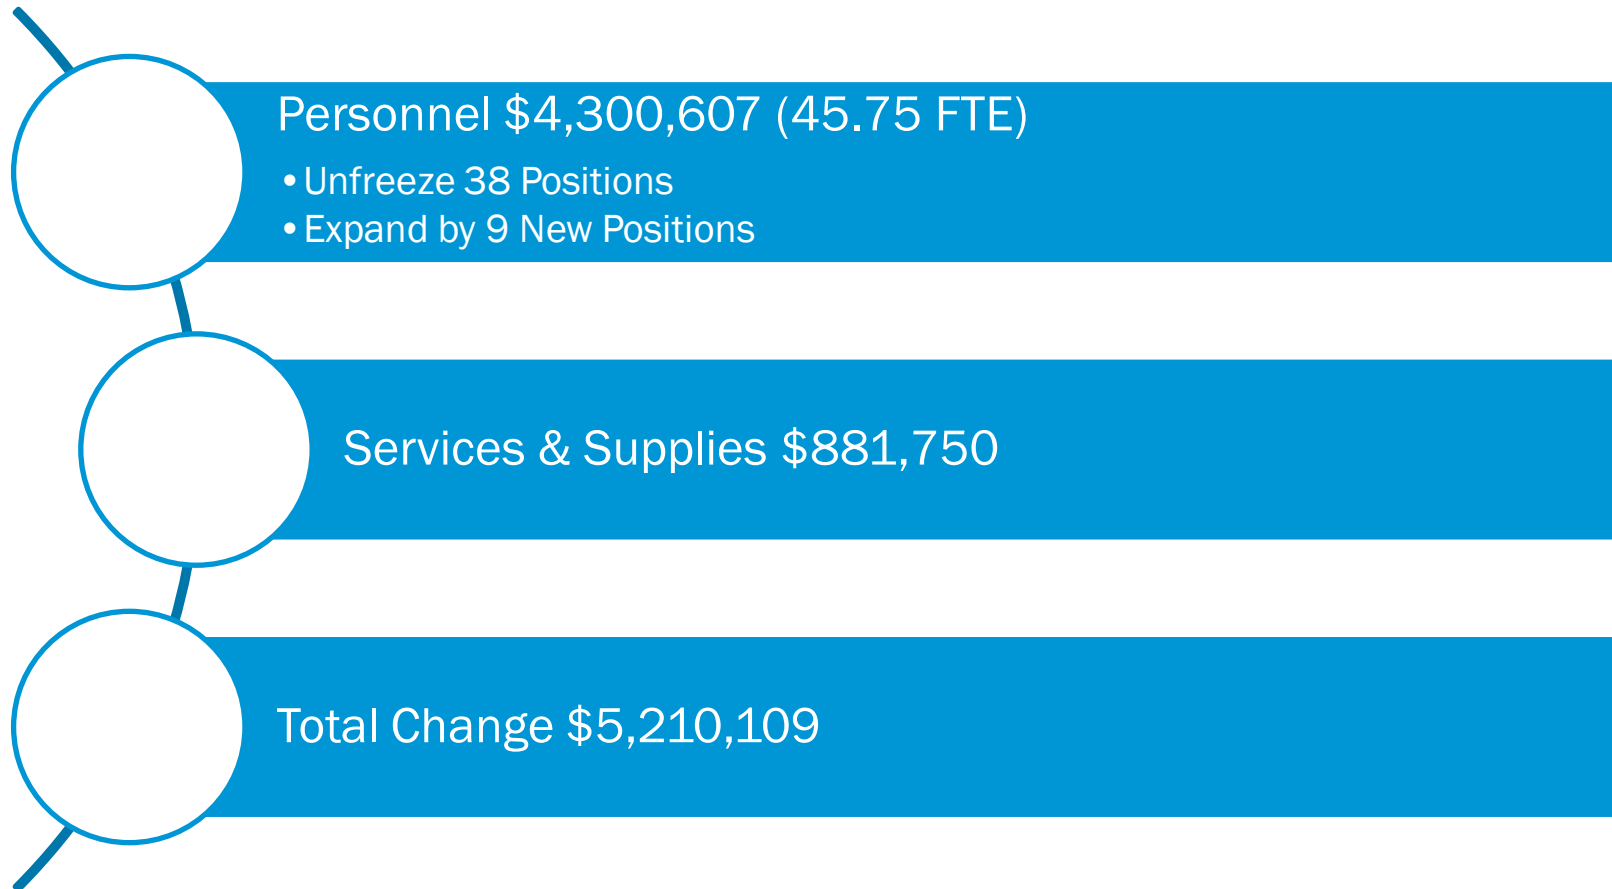 Personnel $4,300,607 (45.75 FTE)
•Unfreeze 38 Positions
•Expand by 9 New Positions
Services & Supplies $881,750
Total Change $5,210,109